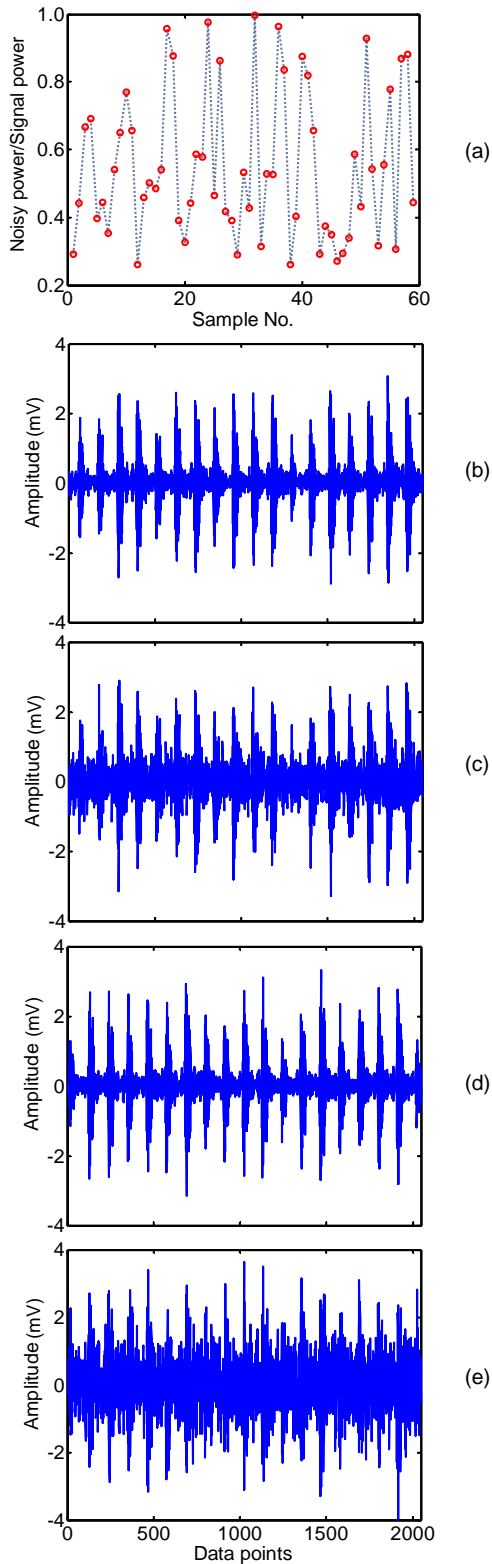 1.0
0.8
0.6
0.4
0.2
Noisy power/Signal power
0 20 40 60
Sample No.
(a)
4
2
0
-2
-4
Amplitude (mV)
(b)
4
2
0
-2
-4
Amplitude (mV)
(c)
4
2
0
-2
-4
Amplitude (mV)
(d)
4
2
0
-2
-4
Amplitude (mV)
(e)
0 500 1000 1500 2000
Data points